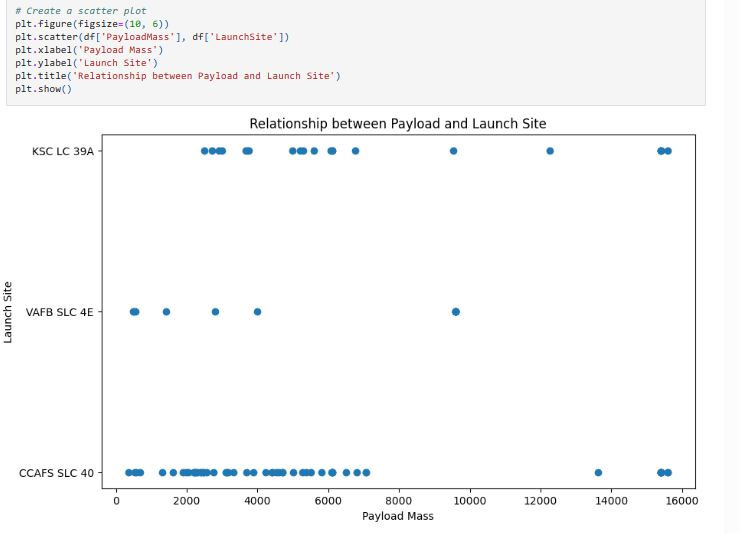 # Create a scatter plot
plt.figure(figsize=(10, 6))
plt.scatter(df['PayloadMass'], df['LaunchSite'])
plt.xlabel('Payload Mass')
plt.ylabel('Launch Site')
plt.title('Relationship between Payload and Launch Site')
plt.show()
Relationship between Payload and Launch Site
KSC LC 39A
VAFB SLC 4E
CCAFS SLC 40
Launch Site
0 2000 4000 6000 8000 10000 12000 14000 16000
Payload Mass